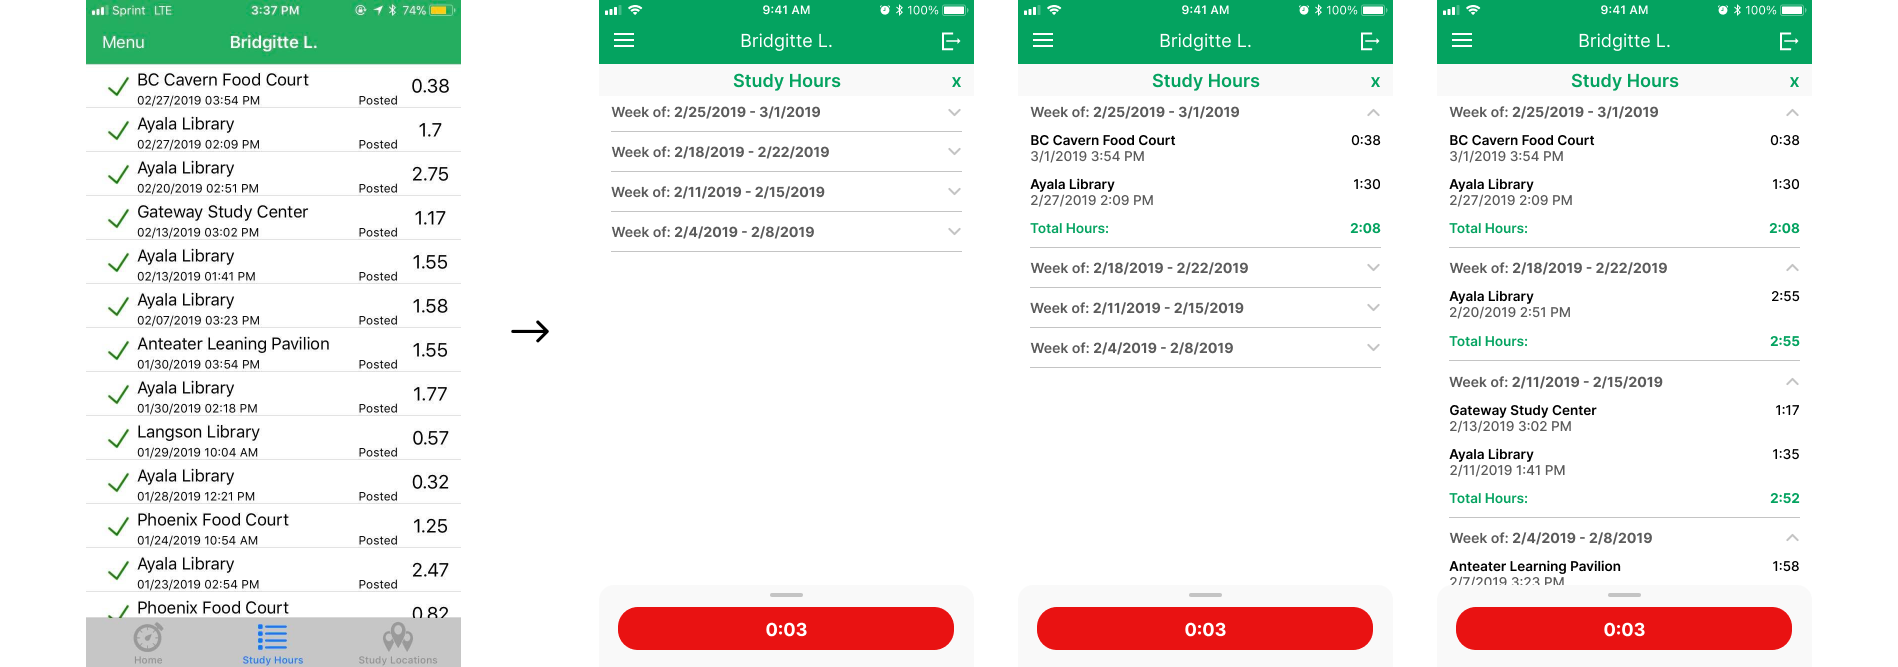 Sprint LTE 3:37 PM 74%
Menu Bridgitte L.
BC Cavern Food Court 0.38
02/27/2019 03:54 PM Posted
Ayala Library 1.7
02/27/2019 02:09 PM Posted
Ayala Library 2.75
02/20/2019 02:51 PM Posted
Gateway Study Center 1.17
02/13/2019 03:02 PM Posted
Ayala Library 1.55
02/13/2019 01:41 PM Posted
Ayala Library 1.58
02/07/2019 03:23 PM Posted
Anteater Leaning Pavilion 1.55
01/30/2019 03:54 PM Posted
Ayala Library 1.77
01/30/2019 02:18 PM Posted
Langson Library 0.57
01/29/2019 10:04 AM Posted
Ayala Library 0.32
01/28/2019 12:21 PM Posted
Phoenix Food Court 1.25
01/24/2019 10:54 AM Posted
Ayala Library 2.47
01/23/2019 02:54 PM Posted
Phoenix Food Court 0.82
Home Study Hours Study Locations
9:41 AM 100%
Bridgitte L.
Study Hours x
Week of: 2/25/2019 - 3/1/2019
Week of: 2/18/2019 - 2/22/2019
Week of: 2/11/2019 - 2/15/2019
Week of: 2/4/2019 - 2/8/2019
0:03
9:41 AM 100%
Bridgitte L.
Study Hours x
Week of: 2/25/2019 - 3/1/2019
BC Cavern Food Court 0:38
3/1/2019 3:54 PM
Ayala Library 1:30
2/27/2019 2:09 PM
Total Hours: 2:08
Week of: 2/18/2019 - 2/22/2019
Week of: 2/11/2019 - 2/15/2019
Week of: 2/4/2019 - 2/8/2019
0:03
9:41 AM 100%
Bridgitte L.
Study Hours x
Week of: 2/25/2019 - 3/1/2019
BC Cavern Food Court 0:38
3/1/2019 3:54 PM
Ayala Library 1:30
2/27/2019 2:09 PM
Total Hours: 2:08
Week of: 2/18/2019 - 2/22/2019
Ayala Library 2:55
2/20/2019 2:51 PM
Total Hours: 2:55
Week of: 2/11/2019 - 2/15/2019
Gateway Study Center 1:17
2/13/2019 3:02 PM
Ayala Library 1:35
2/11/2019 1:41 PM
Total Hours: 2:52
Week of: 2/4/2019 - 2/8/2019
Anteater Learning Pavilion 1:58
2/7/2019 3:23 PM
0:03